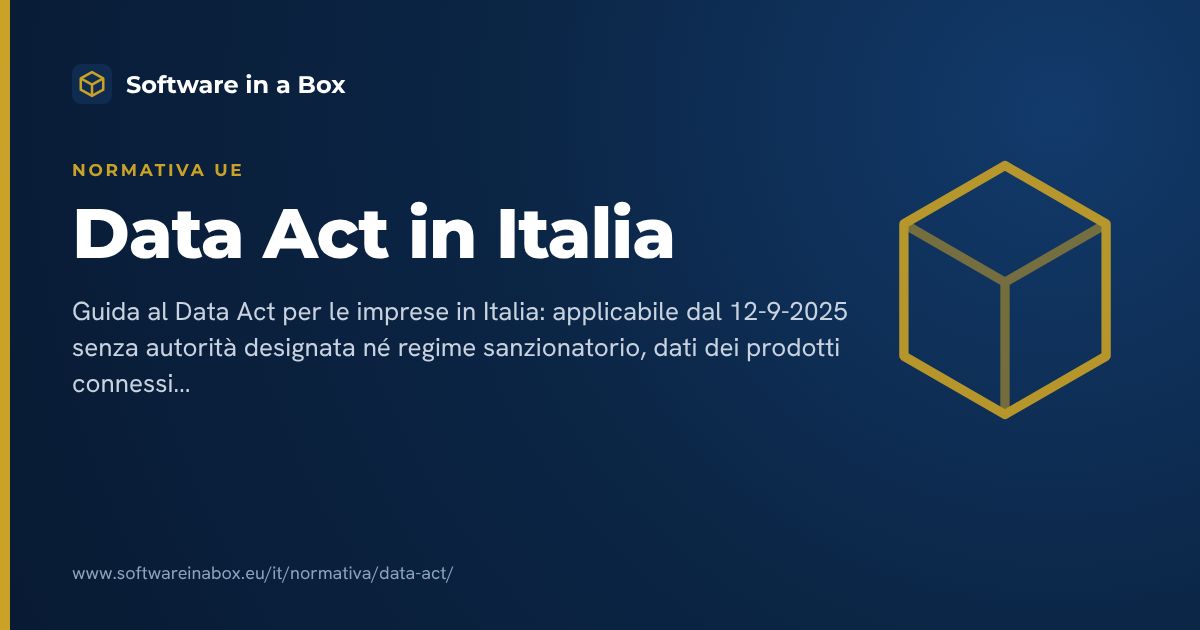 Software in a Box
NORMATIVA UE
Data Act in Italia
Guida al Data Act per le imprese in Italia: applicabile dal 12-9-2025
senza autorità designata né regime sanzionatorio, dati dei prodotti
connessi...
www.softwareinabox.eu/it/normativa/data-act/